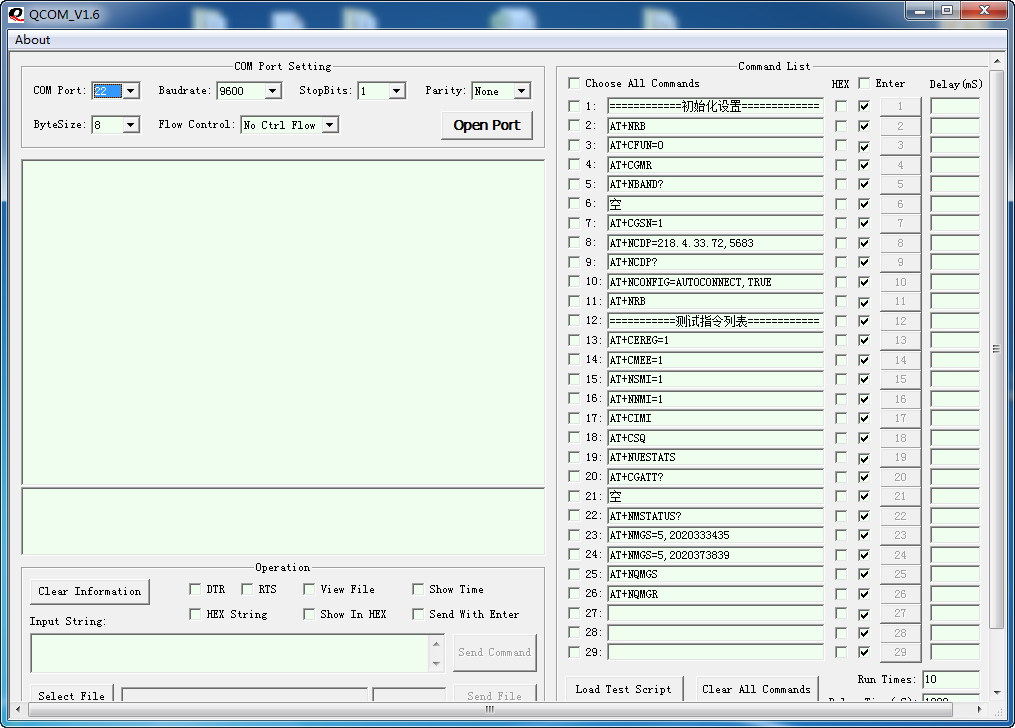 QCOM_V1.6
About
COM Port Setting
COM Port: 22 Baudrate: 9600 StopBits: 1 Parity: None
ByteSize: 8 Flow Control: No Ctrl Flow Open Port
Operation
Clear Information DTR RTS View File Show Time
HEX String Show In HEX Send With Enter
Input String:
Send Command
Select File Send File
Command List
Choose All Commands HEX Enter Delay(mS)
1: ============初始化设置============= 1
2: AT+NRB 2
3: AT+CFUN=0 3
4: AT+CGMR 4
5: AT+NBAND? 5
6: 空 6
7: AT+CGSN=1 7
8: AT+NCDP=218.4.33.72,5683 8
9: AT+NCDP? 9
10: AT+NCONFIG=AUTOCONNECT,TRUE 10
11: AT+NRB 11
12: ===========测试指令列表============ 12
13: AT+CEREG=1 13
14: AT+CMEE=1 14
15: AT+NSMI=1 15
16: AT+NNMI=1 16
17: AT+CIMI 17
18: AT+CSQ 18
19: AT+NUESTATS 19
20: AT+CGATT? 20
21: 空 21
22: AT+NMSTATUS? 22
23: AT+NMGS=5,2020333435 23
24: AT+NMGS=5,2020373839 24
25: AT+NQMGS 25
26: AT+NQMGR 26
27: 27
28: 28
29: 29
Run Times: 10
Load Test Script Clear All Commands